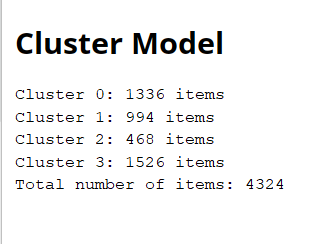 Cluster Model
Cluster 0: 1336 items
Cluster 1: 994 items
Cluster 2: 468 items
Cluster 3: 1526 items
Total number of items: 4324